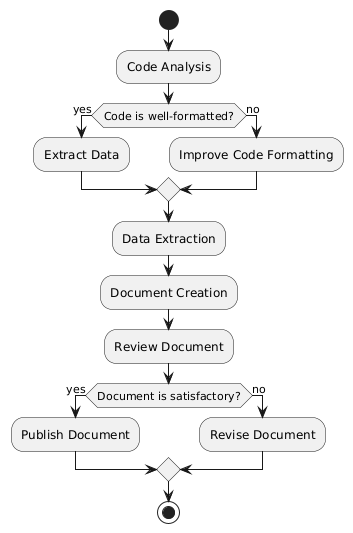 Code Analysis
yes
Code is well-formatted?
no
Extract Data
Improve Code Formatting
Data Extraction
Document Creation
Review Document
yes
Document is satisfactory?
no
Publish Document
Revise Document